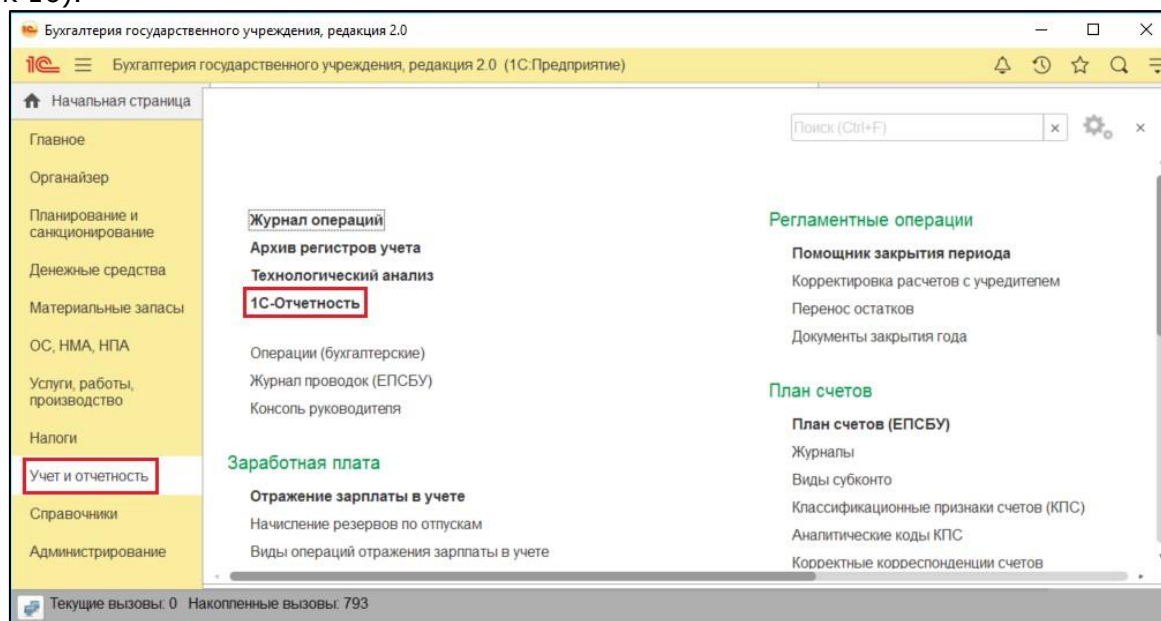 Бухгалтерия государственного учреждения, редакция 2.0
1С Бухгалтерия государственного учреждения, редакция 2.0 (1С:Предприятие)
Начальная страница
Поиск (Ctrl+F)
Главное
Органайзер
Планирование и
санкционирование
Денежные средства
Материальные запасы
ОС, НМА, НПА
Услуги, работы,
производство
Налоги
Учет и отчетность
Справочники
Администрирование
Журнал операций
Архив регистров учета
Технологический анализ
1С-Отчетность
Операции (бухгалтерские)
Журнал проводок (ЕПСБУ)
Консоль руководителя
Заработная плата
Отражение зарплаты в учете
Начисление резервов по отпускам
Виды операций отражения зарплаты в учете
Регламентные операции
Помощник закрытия периода
Корректировка расчетов с учредителем
Перенос остатков
Документы закрытия года
План счетов
План счетов (ЕПСБУ)
Журналы
Виды субконто
Классификационные признаки счетов (КПС)
Аналитические коды КПС
Корректные корреспонденции счетов
Текущие вызовы: 0 Накопленные вызовы: 793